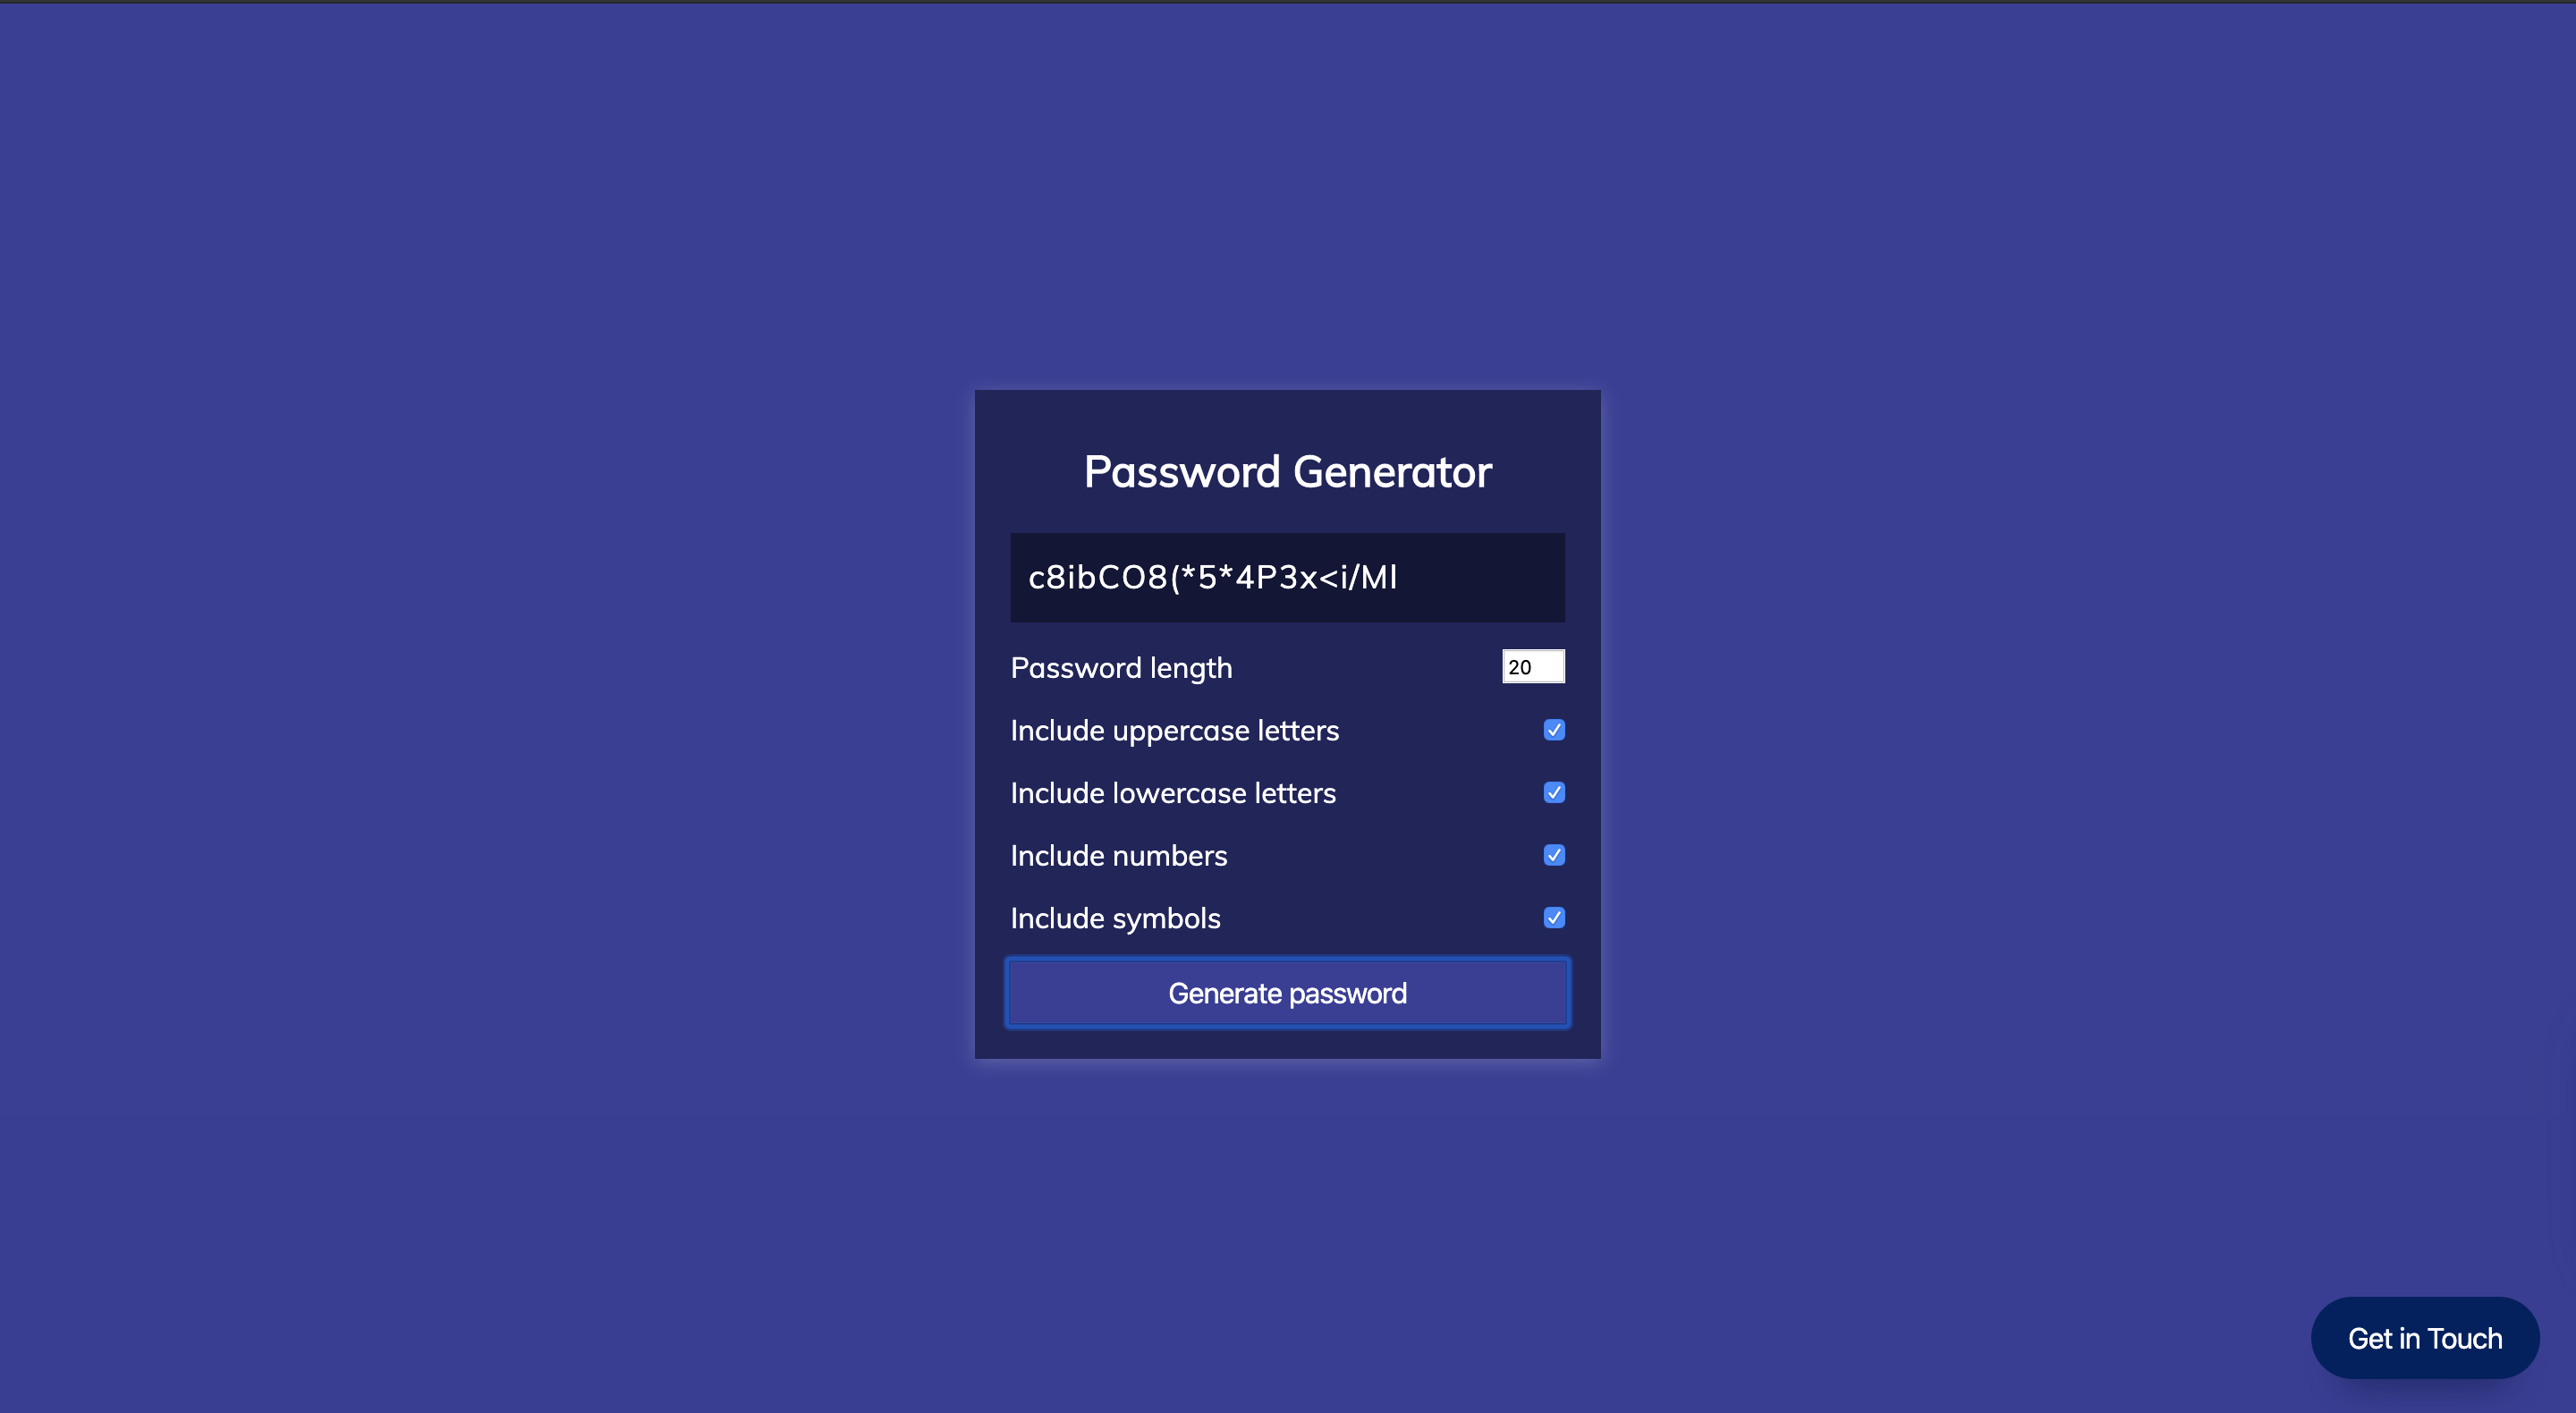 Password Generator
c8ibCO8(*5*4P3x<i/Ml
Password length
20
Include uppercase letters
Include lowercase letters
Include numbers
Include symbols
Generate password
Get in Touch